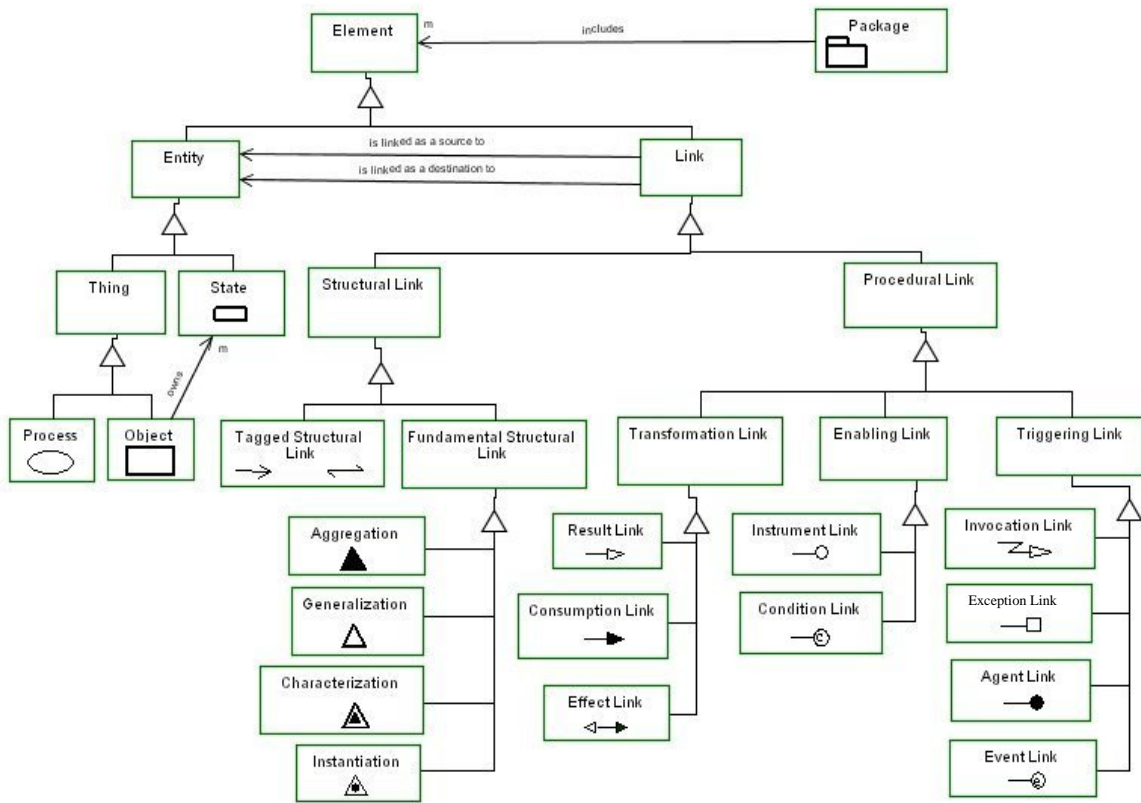 Element
m
includes
Package
Entity
is linked as a source to
is linked as a destination to
Link
Thing
State
Structural Link
Procedural Link
m
owns
Process
Object
Tagged Structural
Link
Fundamental Structural
Link
Transformation Link
Enabling Link
Triggering Link
Aggregation
Result Link
Instrument Link
Invocation Link
Generalization
Consumption Link
Condition Link
c
Exception Link
Characterization
Effect Link
Agent Link
Instantiation
Event Link
e